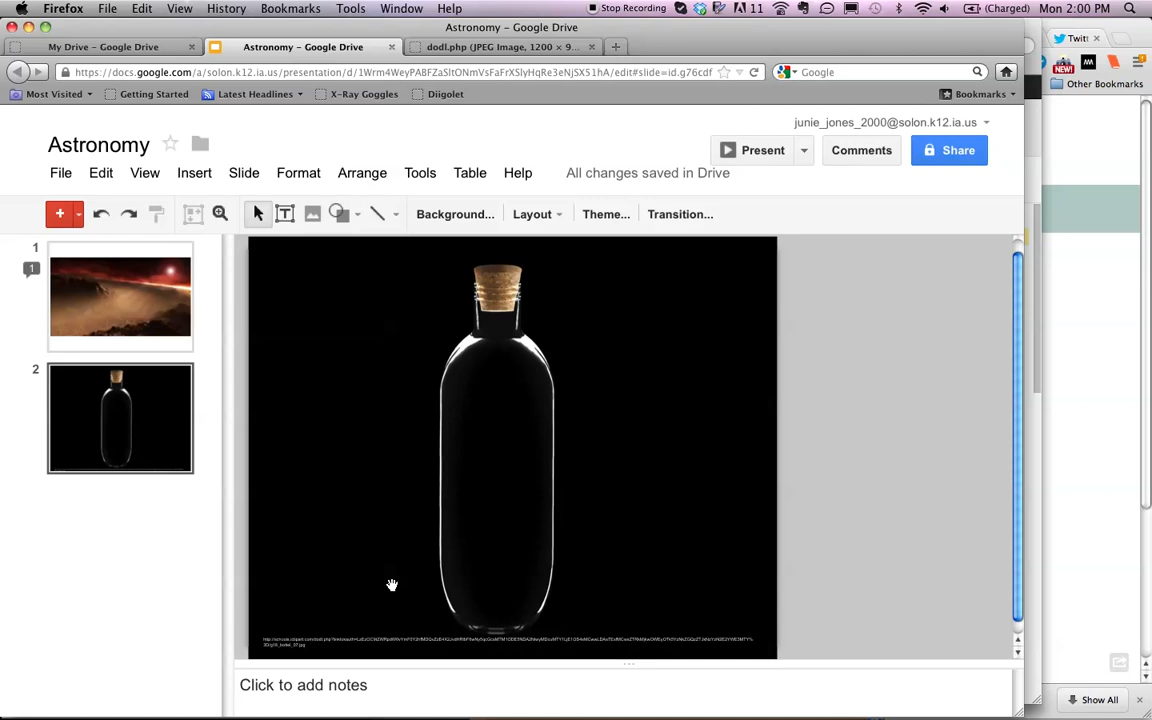 Firefox File Edit View History Bookmarks Tools Window Help Stop Recording 11 (Charged) Mon 2:00 PM
Astronomy – Google Drive
My Drive – Google Drive Astronomy – Google Drive dodl.php (JPEG Image, 1200 × 9... Twitt
https://docs.google.com/a/solon.k12.ia.us/presentation/d/1Wrm4WeyPABFZaSltONmVsFaFrXSlyHqRe3eNjSX51hA/edit#slide=id.g76cdf Google NEW!
Most Visited Getting Started Latest Headlines X-Ray Goggles Diigolet Bookmarks Other Bookmarks
junie_jones_2000@solon.k12.ia.us
Astronomy Present Comments Share
File Edit View Insert Slide Format Arrange Tools Table Help All changes saved in Drive
Background... Layout Theme... Transition...
1
1
2
Click to add notes
Show All